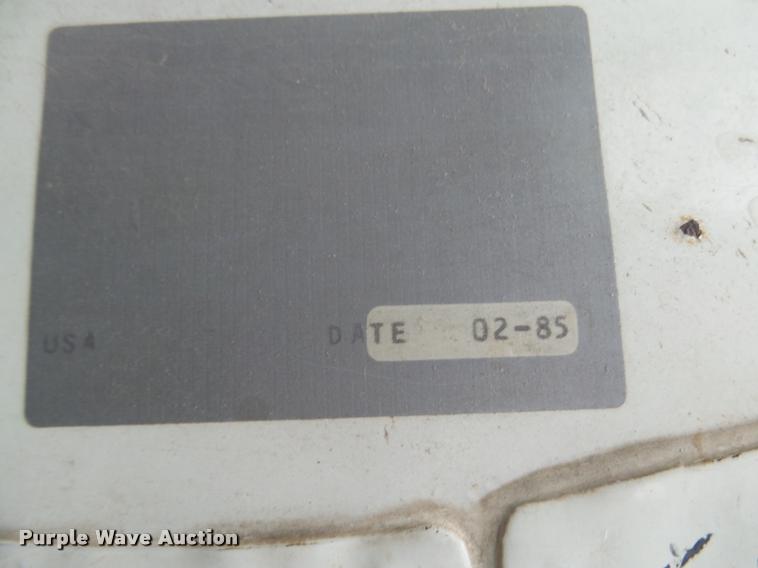 USA DATE 02-85
Purple Wave Auction®